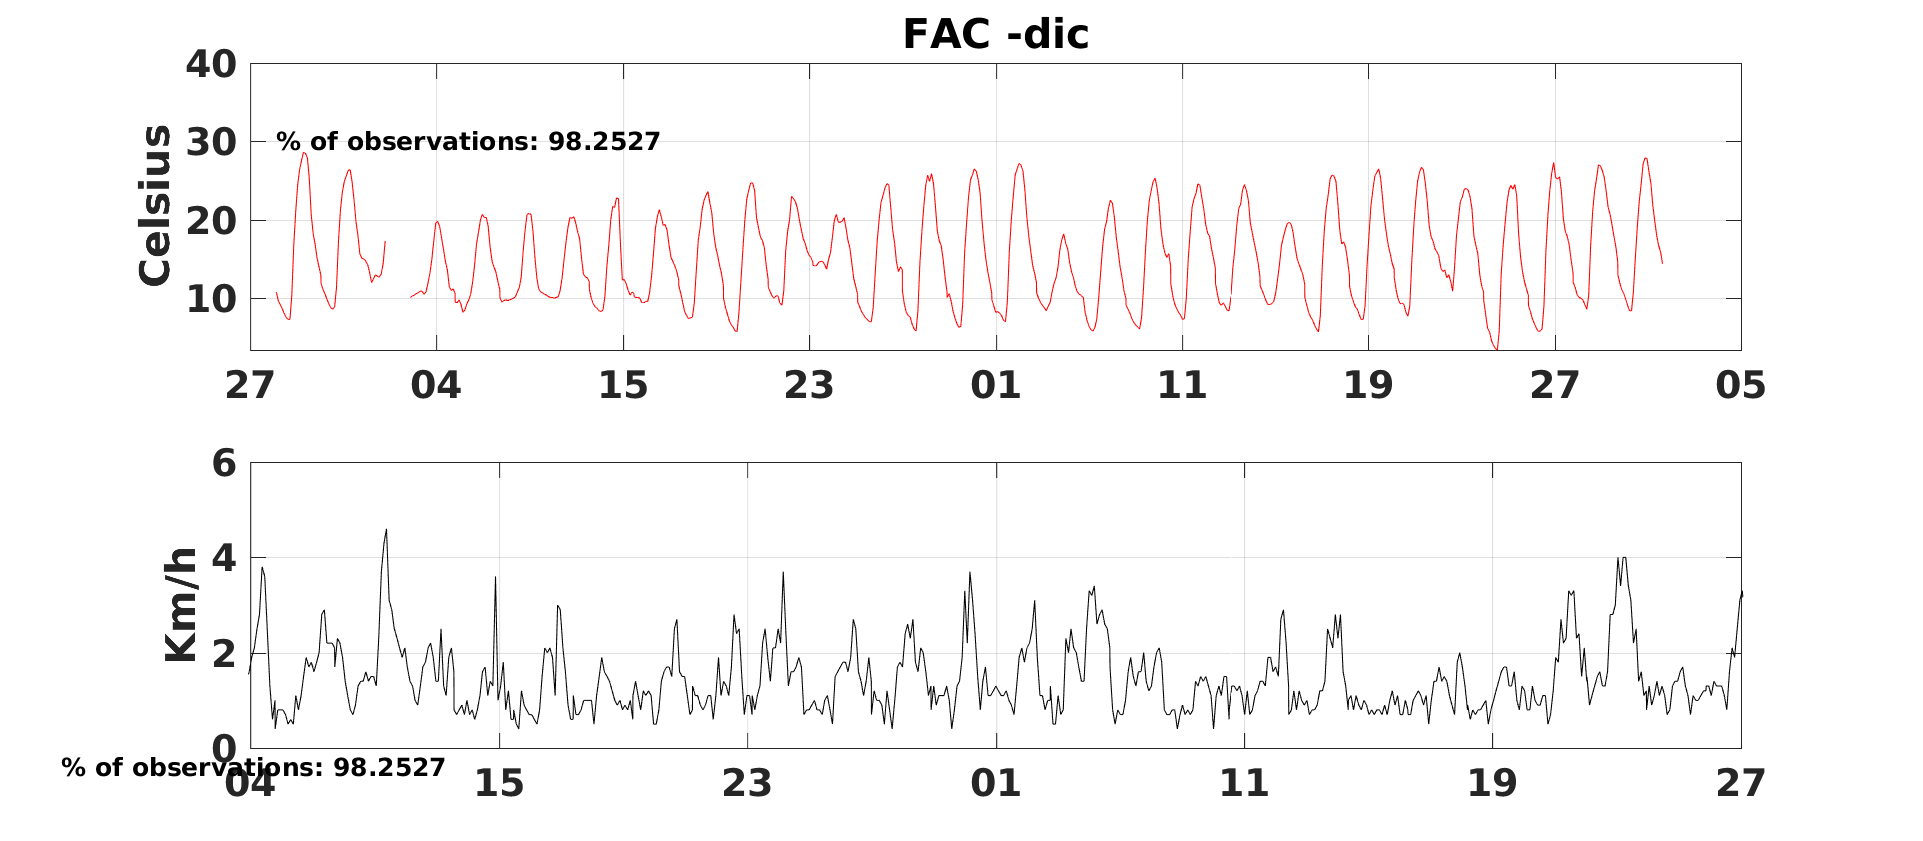 FAC -dic
40
30
20
10
Celsius
% of observations: 98.2527
27 04 15 23 01 11 19 27 05
6
4
2
0
Km/h
% of observations: 98.2527
04 15 23 01 11 19 27